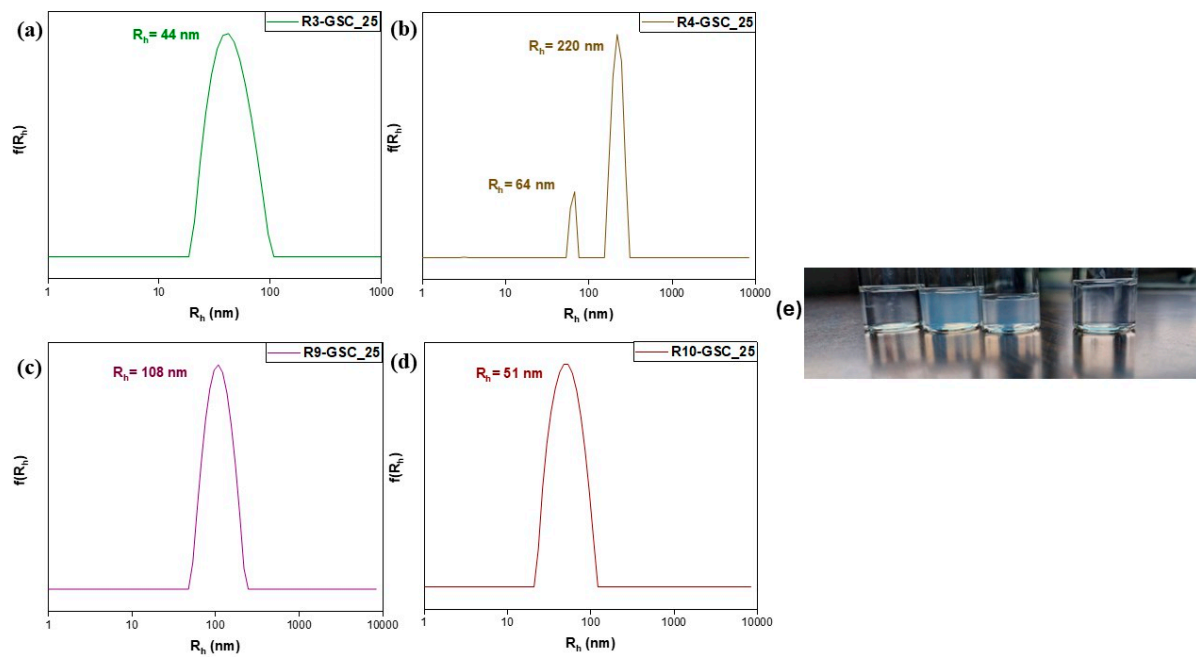 (a)
R3-GSC_25
Rh= 44 nm
f(Rh)
1 10 100 1000
Rh (nm)
(b)
R4-GSC_25
Rh= 220 nm
Rh= 64 nm
f(Rh)
1 10 100 1000 10000
Rh (nm)
(c)
R9-GSC_25
Rh= 108 nm
f(Rh)
1 10 100 1000 10000
Rh (nm)
(d)
R10-GSC_25
Rh= 51 nm
f(Rh)
1 10 100 1000 10000
Rh (nm)
(e)